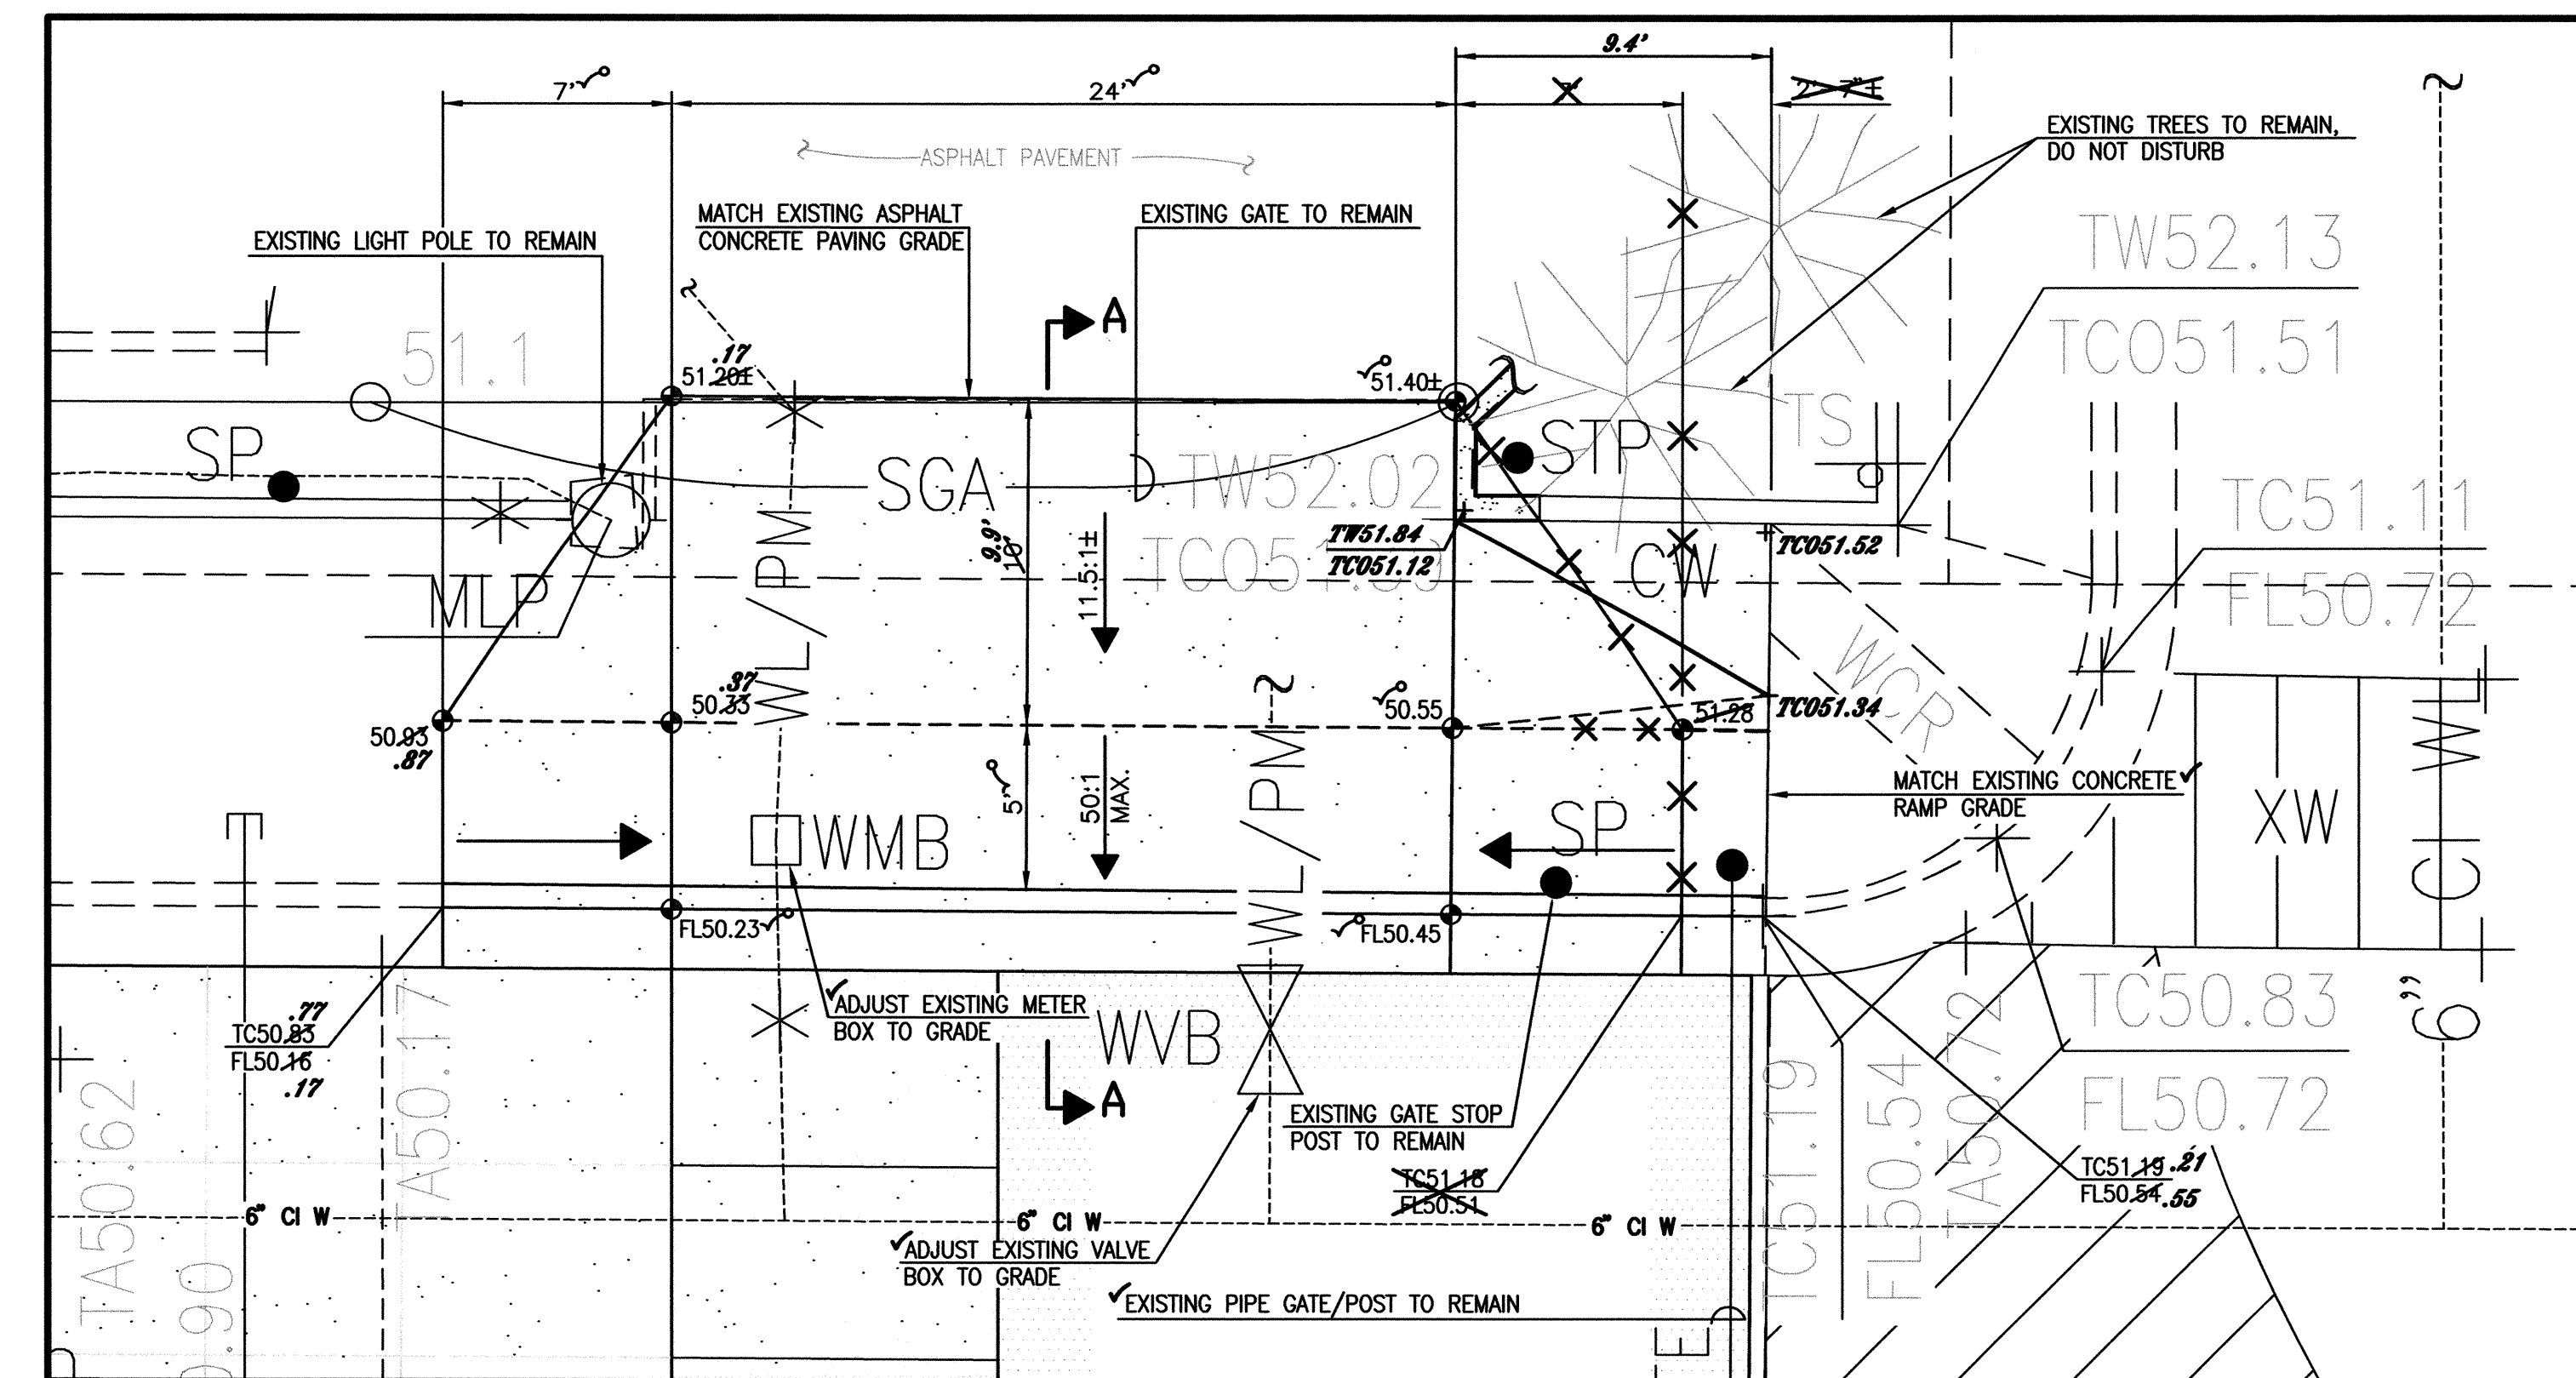 9.4'
7'
24'
7'
2'-7"±
ASPHALT PAVEMENT
EXISTING TREES TO REMAIN,
DO NOT DISTURB
MATCH EXISTING ASPHALT
CONCRETE PAVING GRADE
EXISTING GATE TO REMAIN
EXISTING LIGHT POLE TO REMAIN
TW52.13
TCO51.51
A
51.1
.17
51.20±
51.40±
SP
SGA
TW52.02
STP
TS
TC51.11
FL50.72
9.9'
10'
11.5:1±
TW51.84
TCO51.12
TCO51.52
CW
MLP
WL/PM
WCR
.37
50.33
50.55
51.28
TCO51.34
50.93
.87
5'
50:1
MAX.
WL/PM
MATCH EXISTING CONCRETE
RAMP GRADE
T
WMB
SP
XW
6" CI WL
FL50.23
FL50.45
.77
TC50.83
FL50.16
.17
ADJUST EXISTING METER
BOX TO GRADE
WVB
A
TC50.83
FL50.72
EXISTING GATE STOP
POST TO REMAIN
TC51.18
FL50.51
TC51.19 .21
FL50.54 .55
TA50.62
TA50.17
TC51.19
FL50.54
TA50.72
6" CI W
6" CI W
6" CI W
ADJUST EXISTING VALVE
BOX TO GRADE
EXISTING PIPE GATE/POST TO REMAIN
E